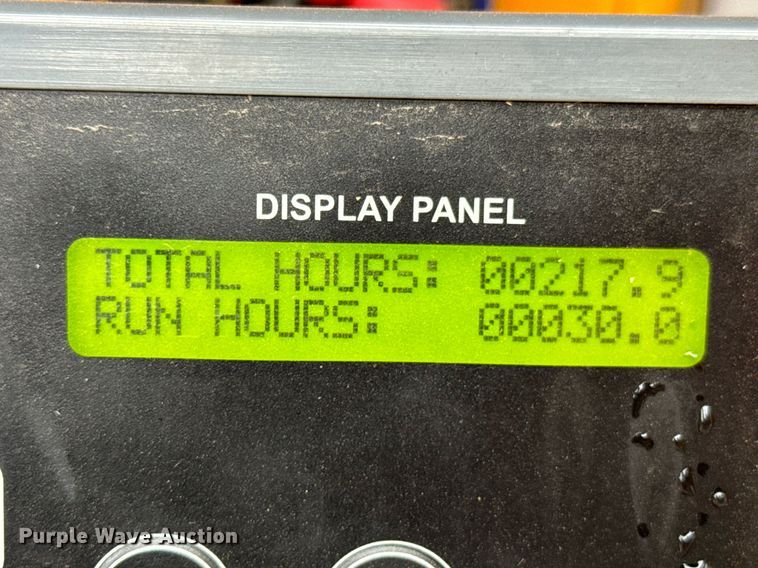 DISPLAY PANEL
TOTAL HOURS: 00217.9
RUN HOURS: 00030.0
Purple Wave Auction